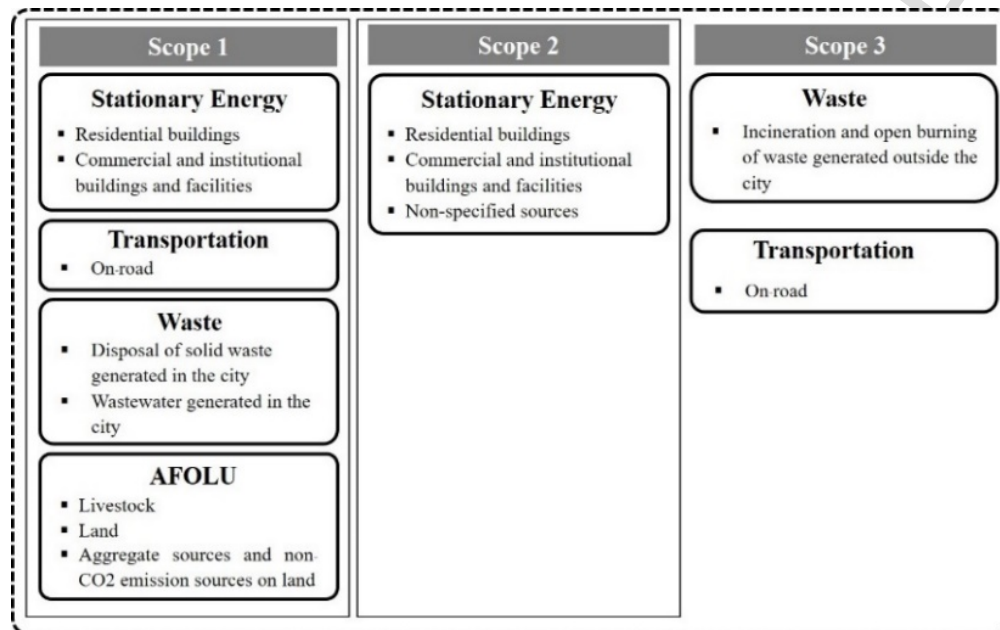 Scope 1
Stationary Energy
▪ Residential buildings
▪ Commercial and institutional
buildings and facilities
Transportation
▪ On-road
Waste
▪ Disposal of solid waste
generated in the city
▪ Wastewater generated in the
city
AFOLU
▪ Livestock
▪ Land
▪ Aggregate sources and non-
CO2 emission sources on land
Scope 2
Stationary Energy
▪ Residential buildings
▪ Commercial and institutional
buildings and facilities
▪ Non-specified sources
Scope 3
Waste
▪ Incineration and open burning
of waste generated outside the
city
Transportation
▪ On-road